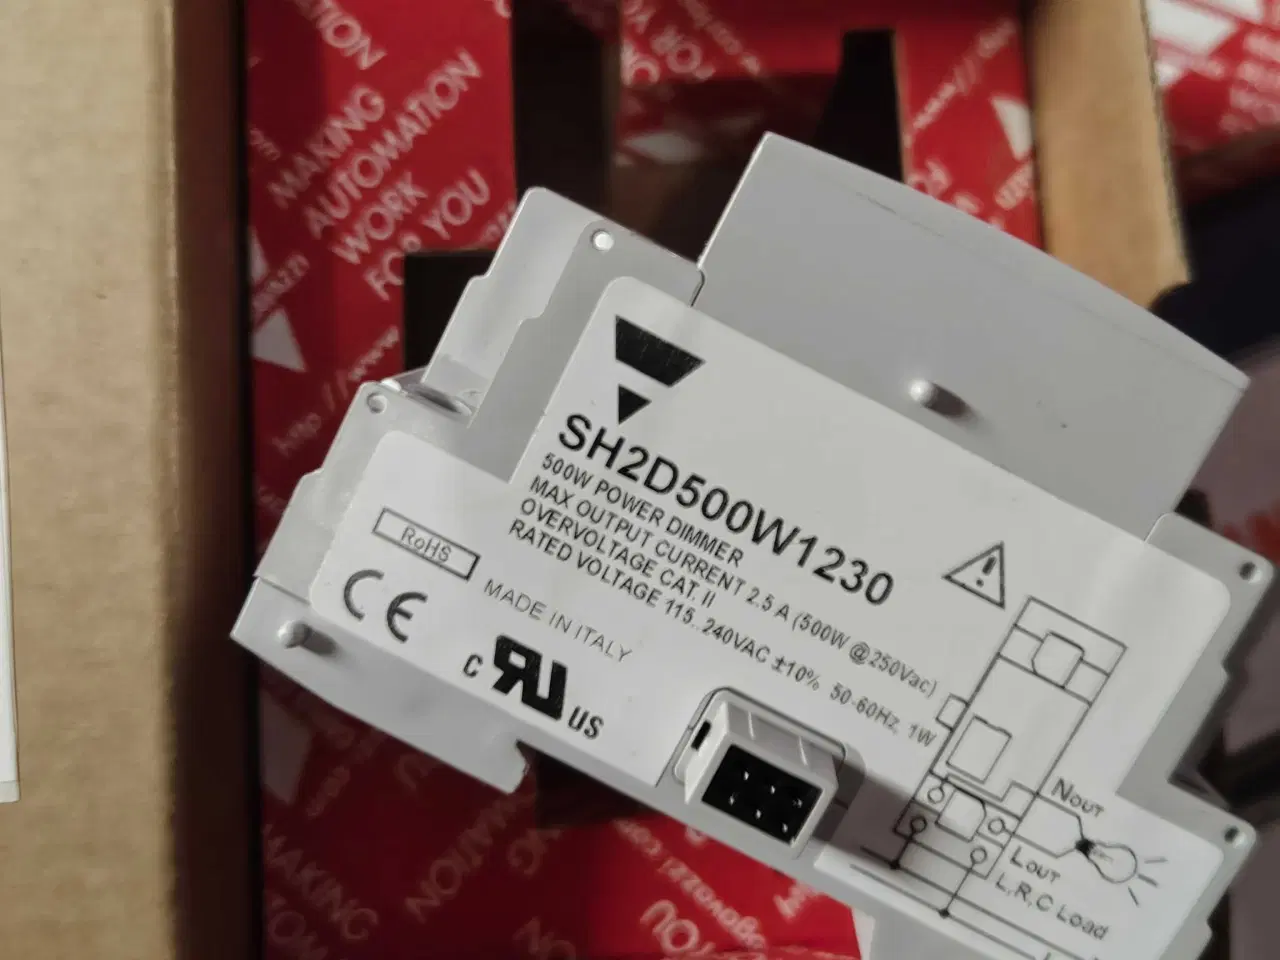 MAKING
AUTOMATION
WORK
FOR YOU
SH2D500W1230
500W POWER DIMMER
MAX OUTPUT CURRENT 2.5 A (500W @250Vac)
OVERVOLTAGE CAT. II
RATED VOLTAGE 115..240VAC ±10% 50-60Hz, 1W
RoHS
CE
MADE IN ITALY
C RU US
NOUT
LOUT
L,R,C Load